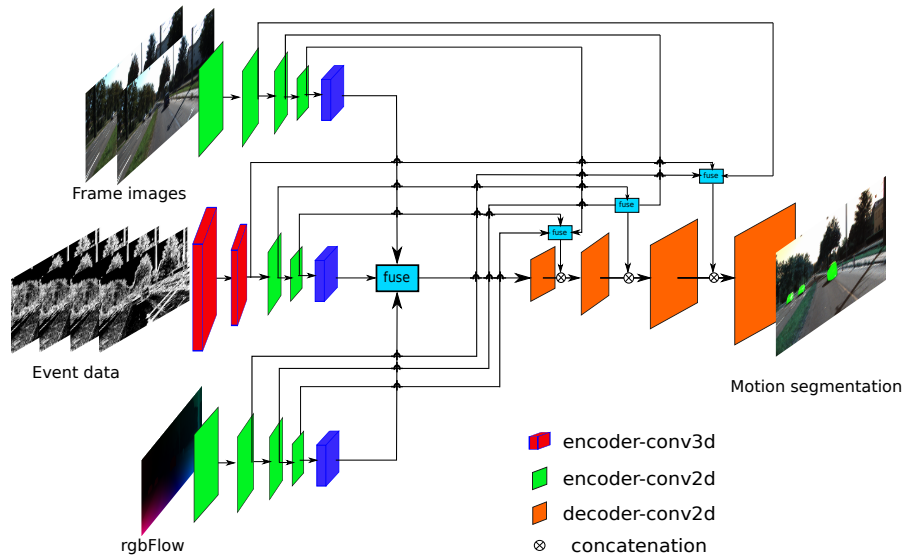 Frame images
fuse
fuse
fuse
fuse
Event data
Motion segmentation
rgbFlow
encoder-conv3d
encoder-conv2d
decoder-conv2d
concatenation